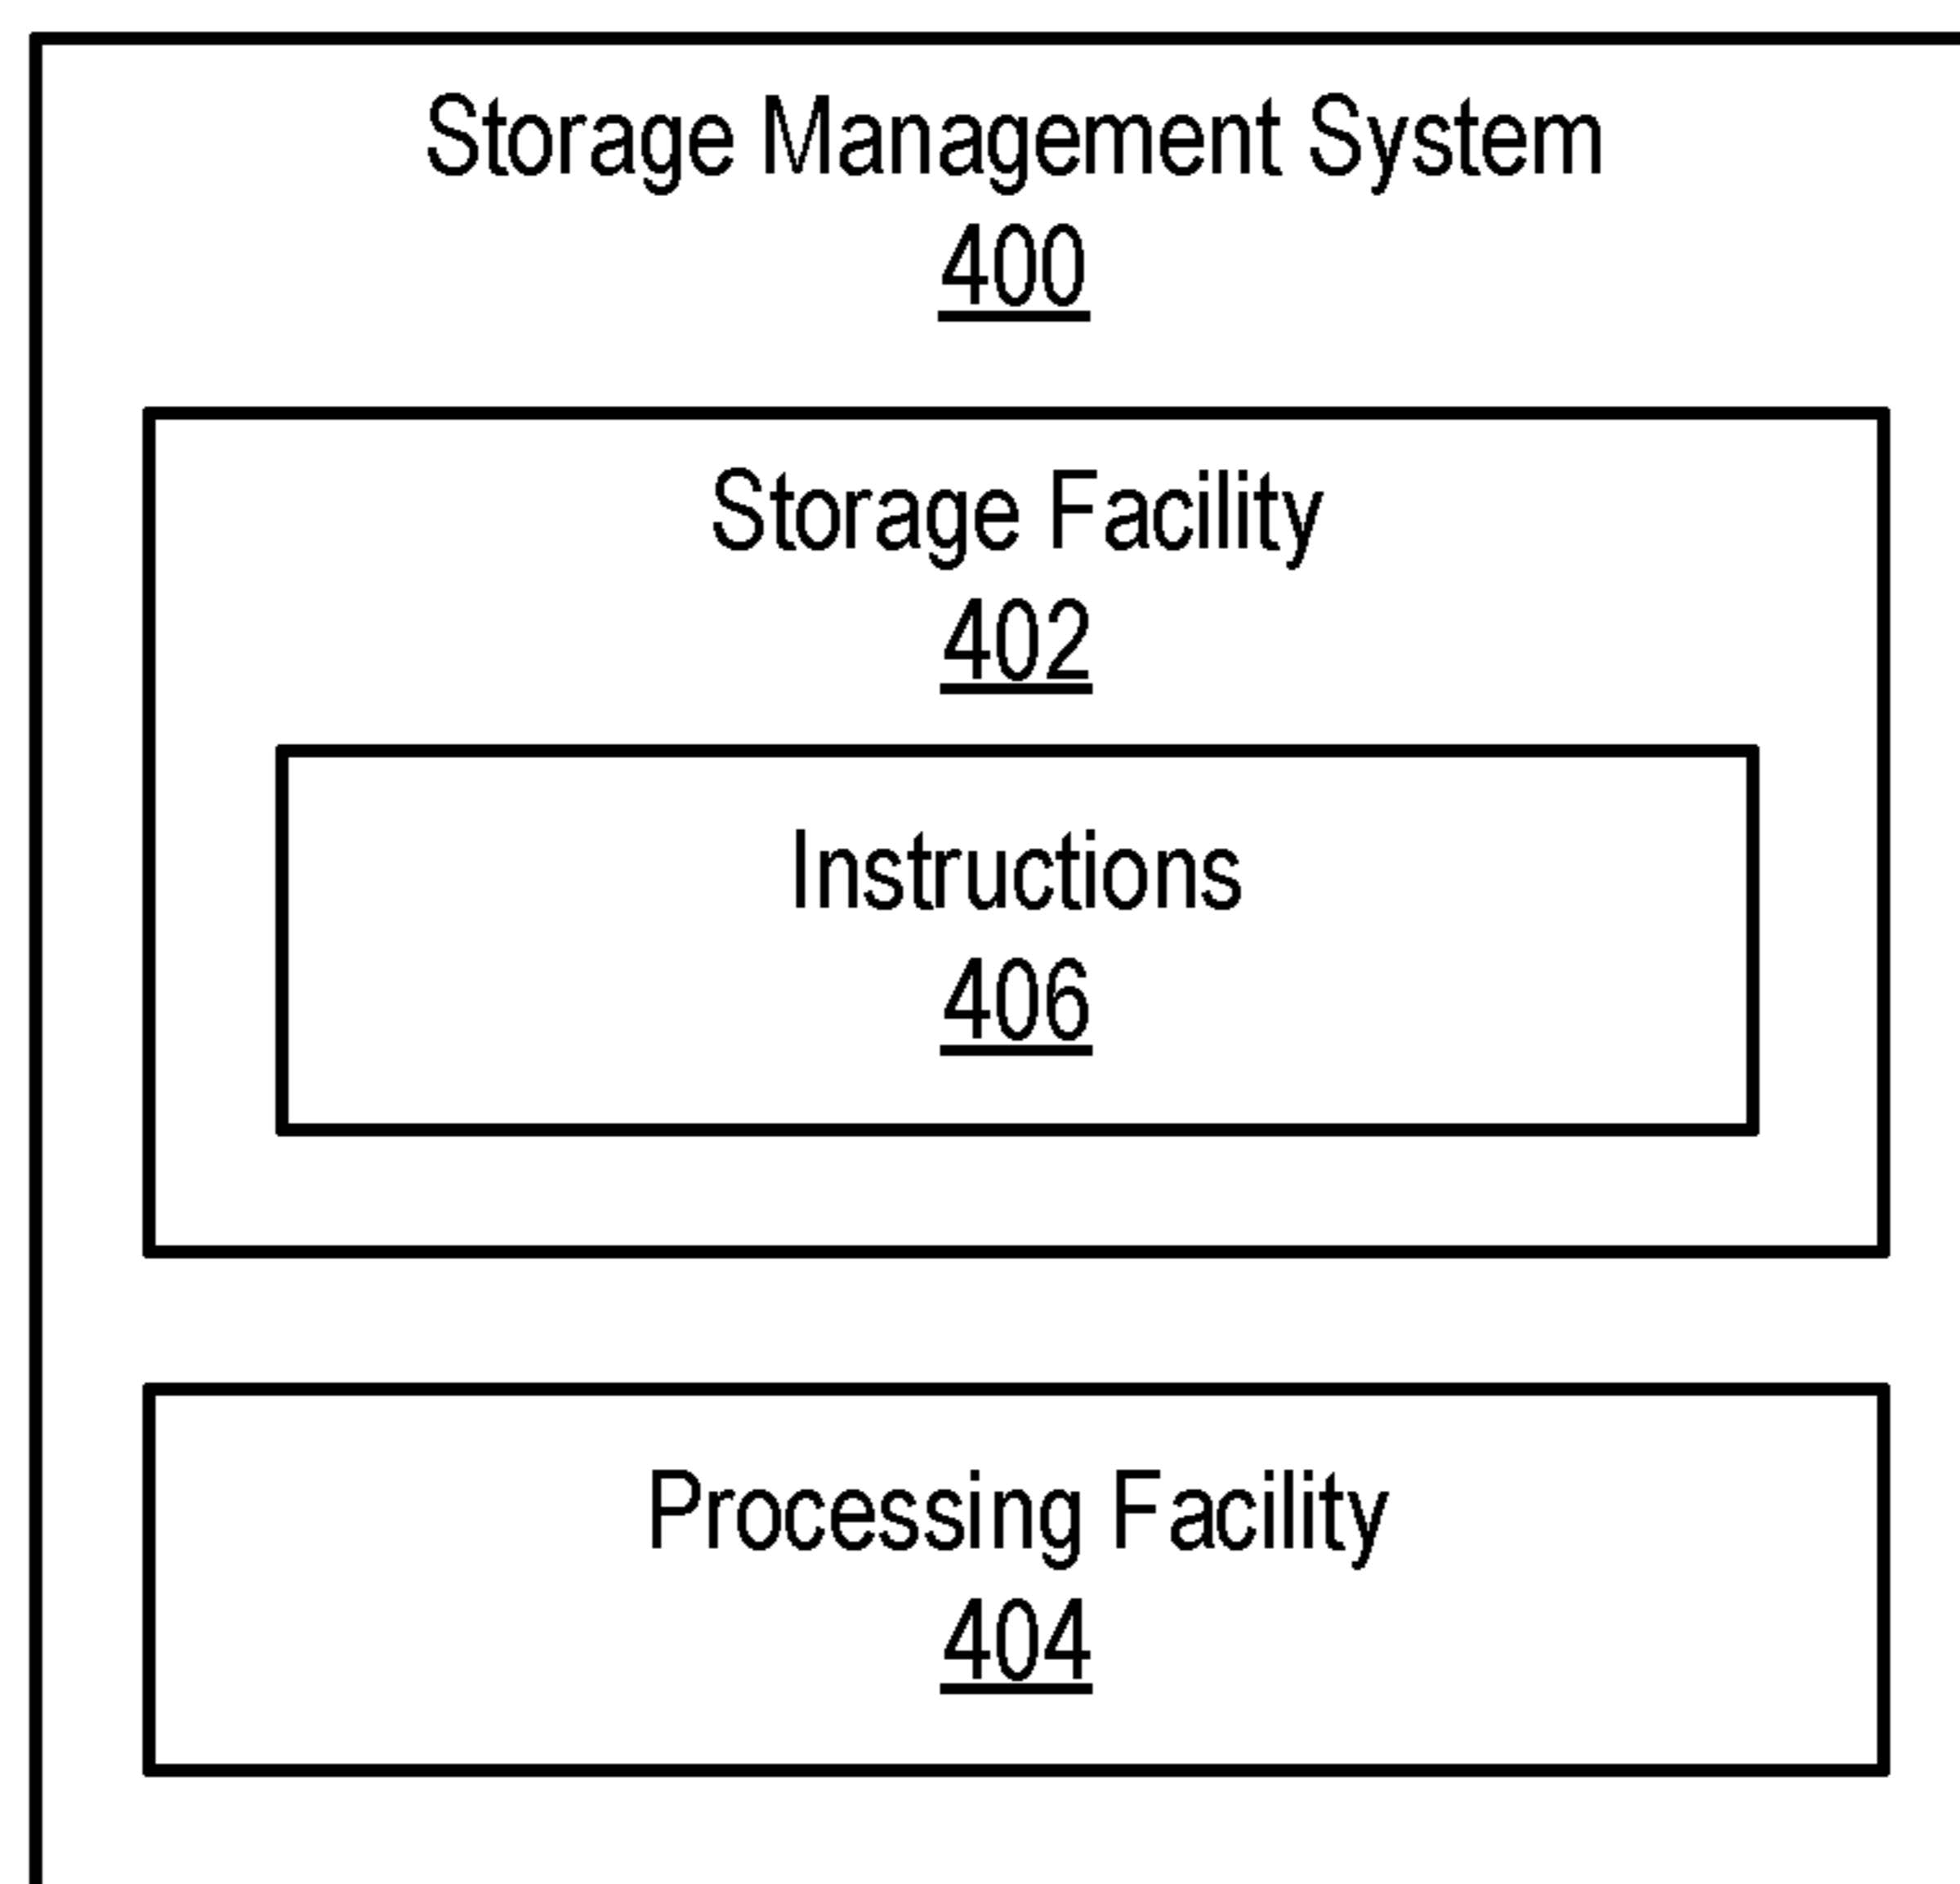 Storage Management System
400
Storage Facility
402
Instructions
406
Processing Facility
404